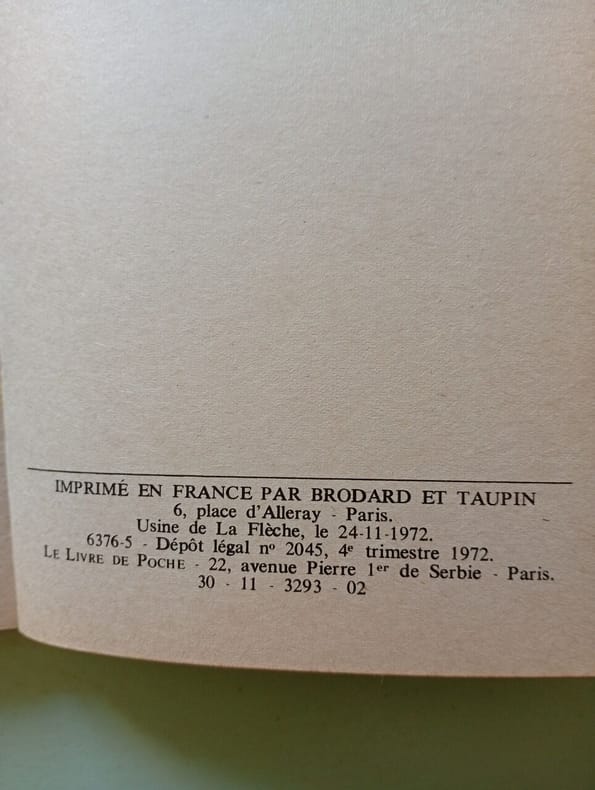 IMPRIMÉ EN FRANCE PAR BRODARD ET TAUPIN
6, place d'Alleray - Paris.
Usine de La Flèche, le 24-11-1972.
6376-5 - Dépôt légal nº 2045, 4ᵉ trimestre 1972.
LE LIVRE DE POCHE - 22, avenue Pierre 1ᵉʳ de Serbie - Paris.
30 - 11 - 3293 - 02